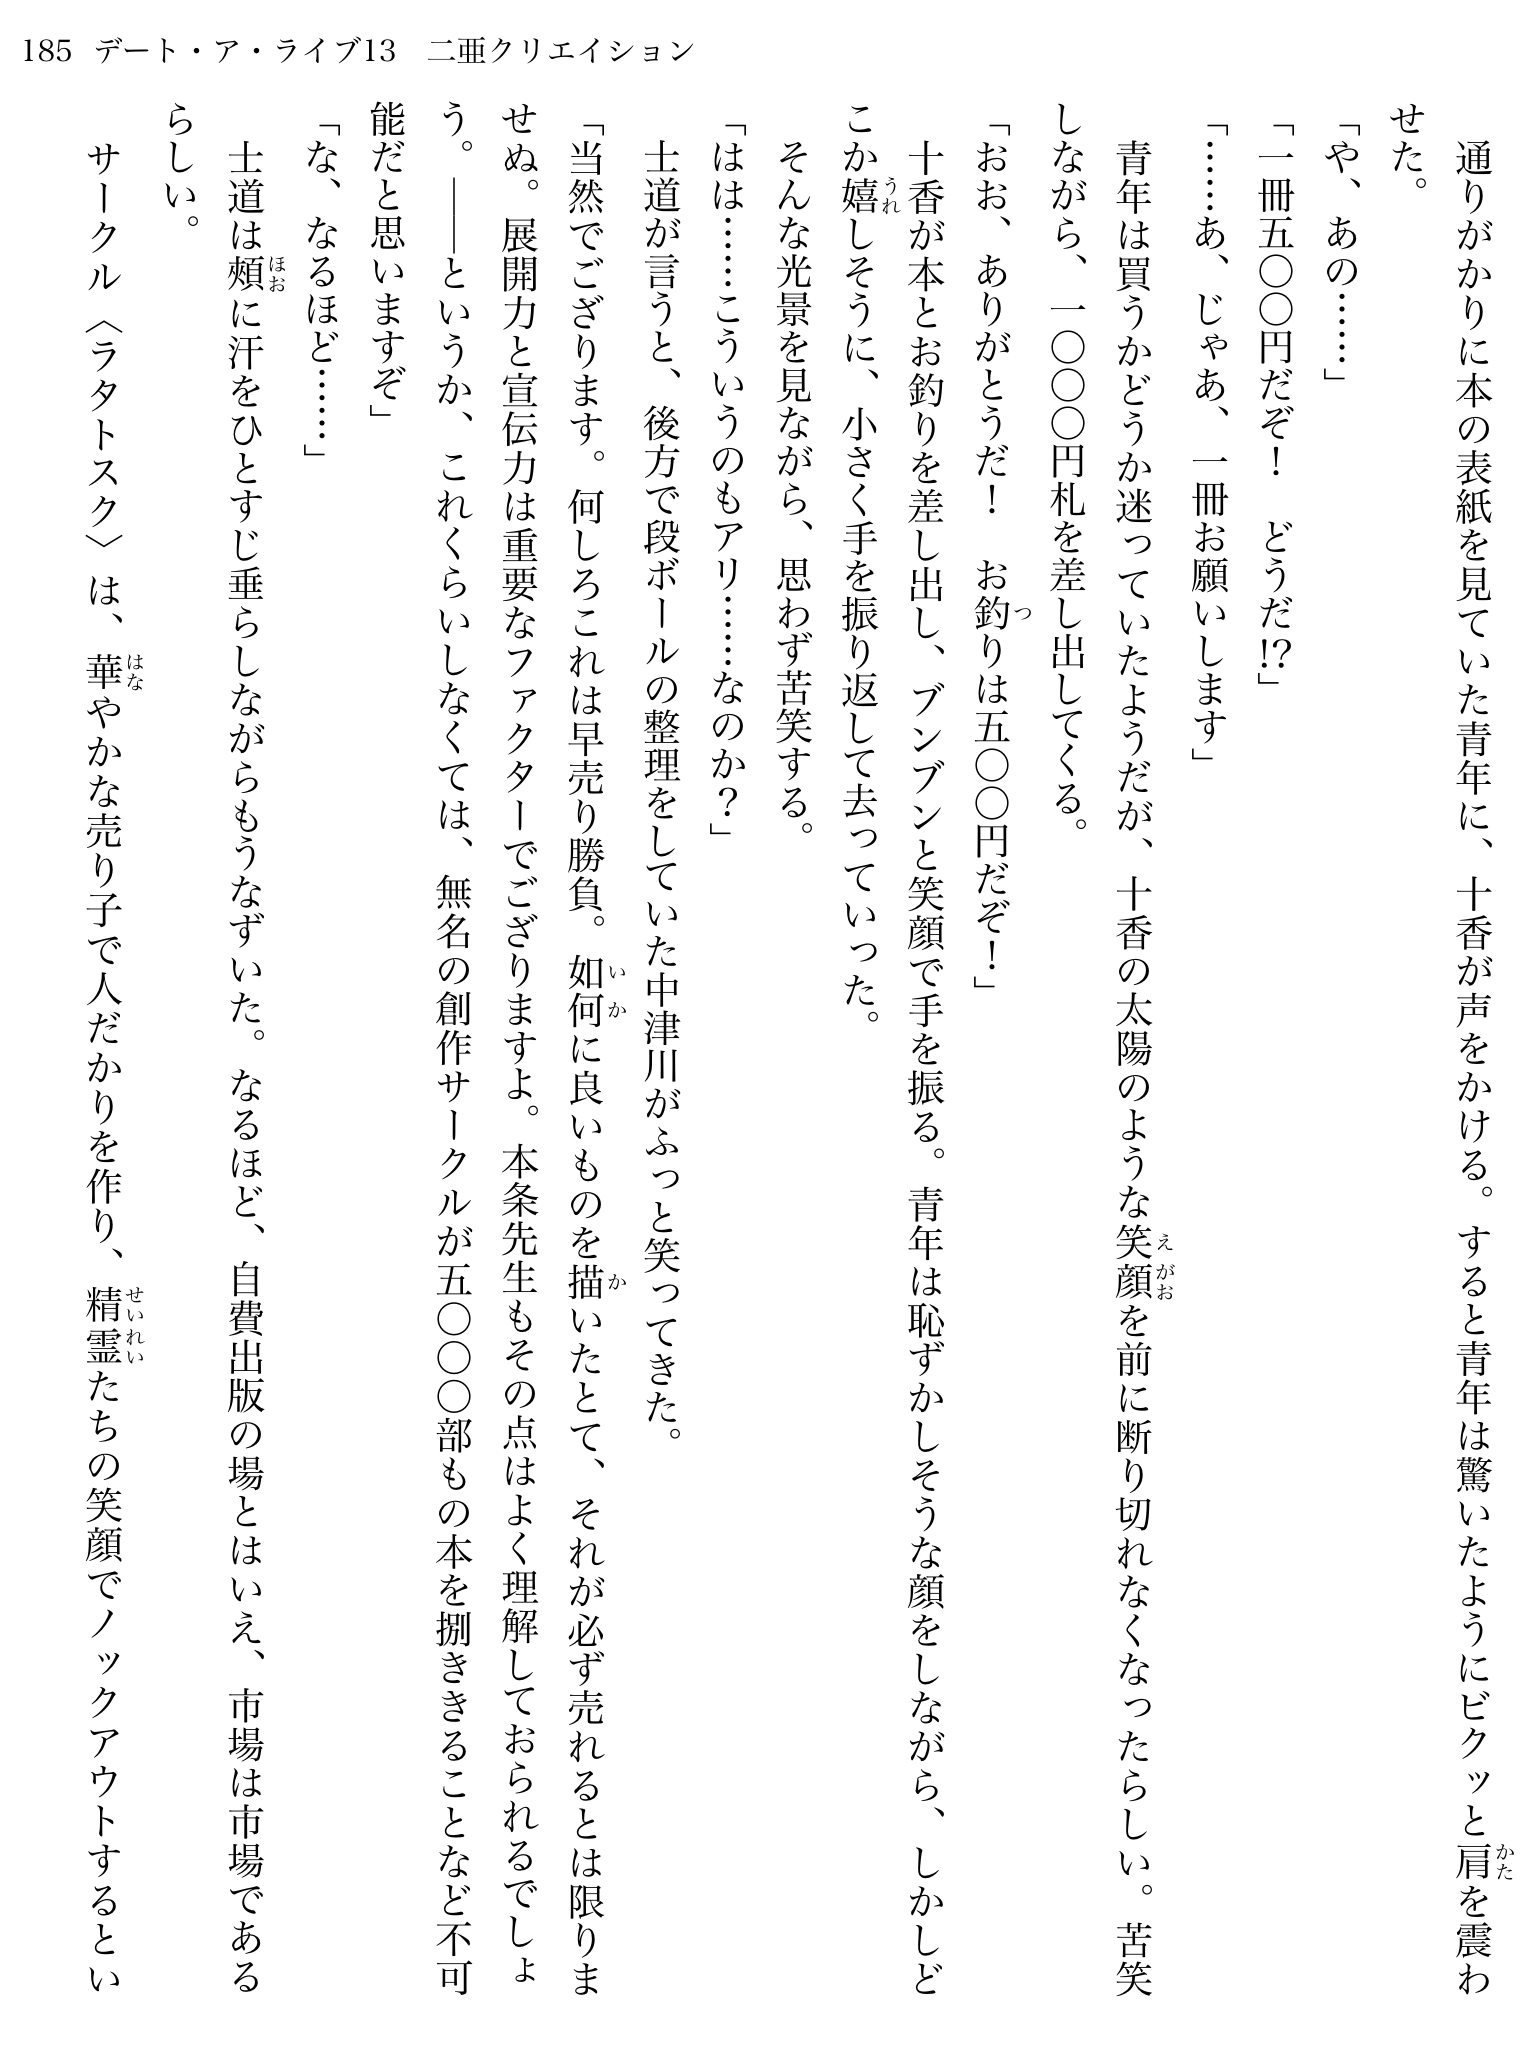 185 デート・ア・ライブ13　二亜クリエイション
　通りがかりに本の表紙を見ていた青年に、十香が声をかける。すると青年は驚いたようにビクッと肩を震わ
せた。
「や、あの……」
「一冊五〇〇円だぞ！　どうだ!?」
「……あ、じゃあ、一冊お願いします」
　青年は買うかどうか迷っていたようだが、十香の太陽のような笑顔を前に断り切れなくなったらしい。苦笑
しながら、一〇〇〇円札を差し出してくる。
「おお、ありがとうだ！　お釣りは五〇〇円だぞ！」
　十香が本とお釣りを差し出し、ブンブンと笑顔で手を振る。青年は恥ずかしそうな顔をしながら、しかしど
こか嬉しそうに、小さく手を振り返して去っていった。
　そんな光景を見ながら、思わず苦笑する。
「はは……こういうのもアリ……なのか？」
　士道が言うと、後方で段ボールの整理をしていた中津川がふっと笑ってきた。
「当然でござります。何しろこれは早売り勝負。如何に良いものを描いたとて、それが必ず売れるとは限りま
せぬ。展開力と宣伝力は重要なファクターでござりますよ。本条先生もその点はよく理解しておられるでしょ
う。――というか、これくらいしなくては、無名の創作サークルが五〇〇〇部もの本を捌ききることなど不可
能だと思いますぞ」
「な、なるほど……」
　士道は頰に汗をひとすじ垂らしながらもうなずいた。なるほど、自費出版の場とはいえ、市場は市場である
らしい。
　サークル〈ラタトスク〉は、華やかな売り子で人だかりを作り、精霊たちの笑顔でノックアウトするとい